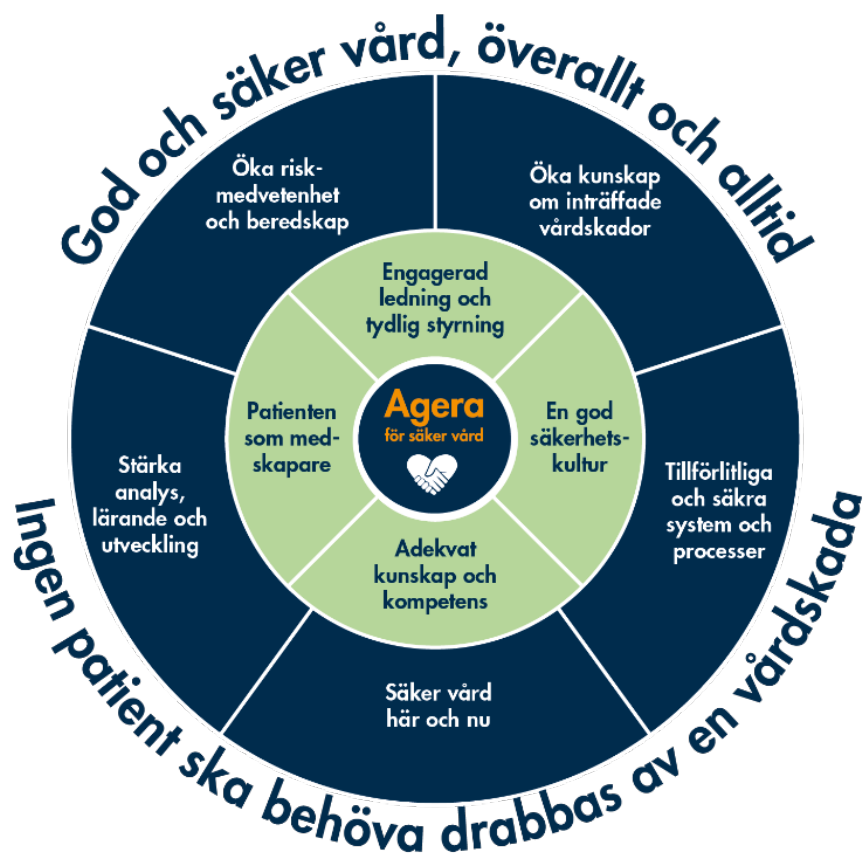 God och säker vård, överallt och alltid
Öka risk-
medvetenhet
och beredskap
Öka kunskap
om inträffade
vårdskador
Engagerad
ledning och
tydlig styrning
Patienten
som med-
skapare
Agera
för säker vård
En god
säkerhets-
kultur
Stärka
analys,
lärande och
utveckling
Tillförlitliga
och säkra
system och
processer
Adekvat
kunskap och
kompetens
Säker vård
här och nu
Ingen patient ska behöva drabbas av en vårdskada